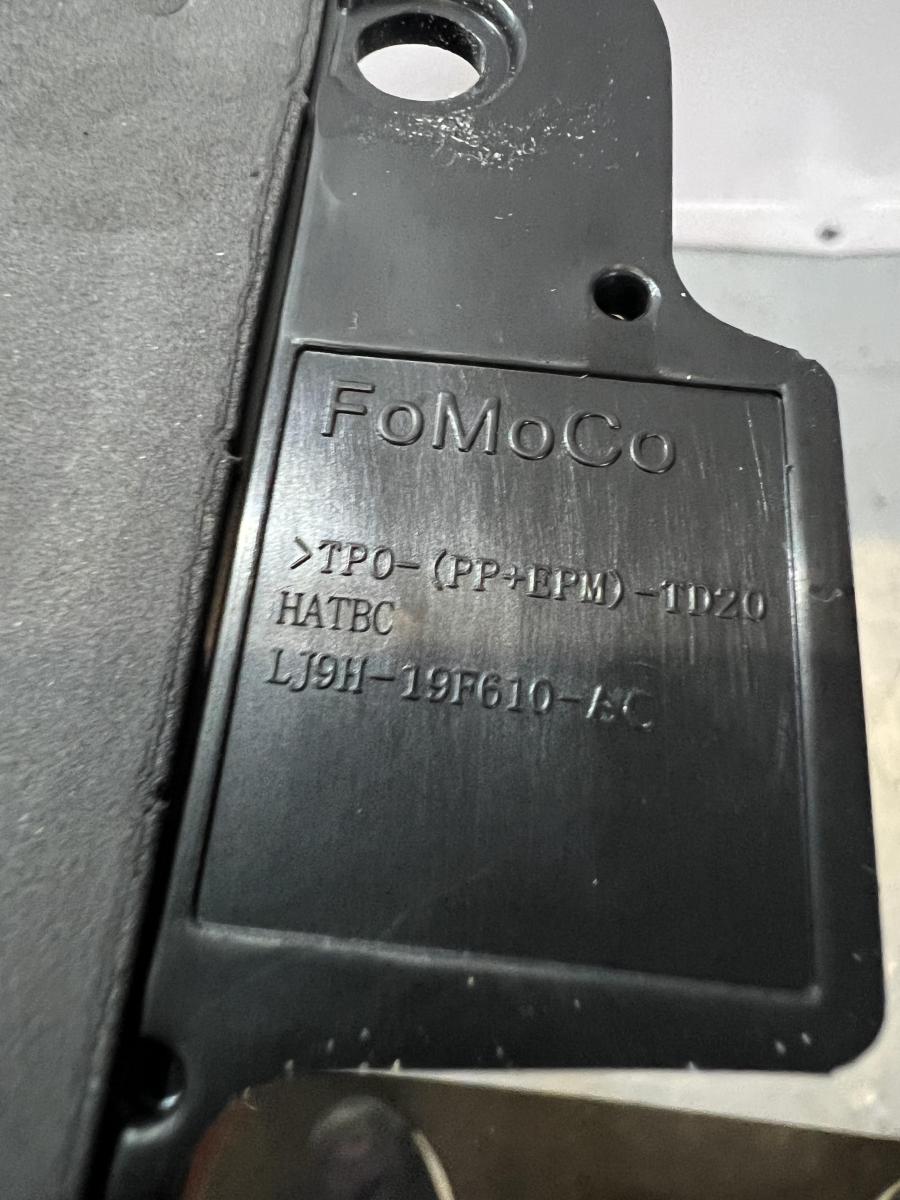 FoMoCo
>TPO-(PP+EPM)-TD20
HATBC
LJ9H-19F610-AC